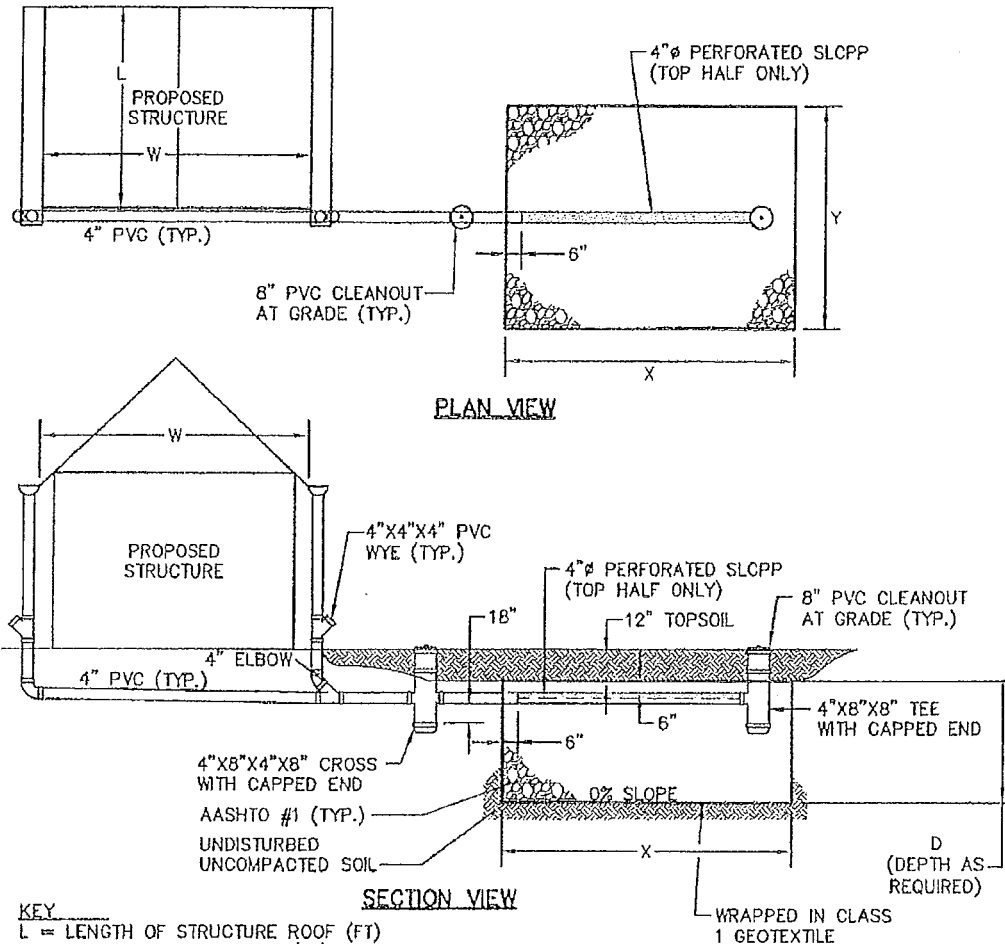 L
PROPOSED
STRUCTURE
W
4" PVC (TYP.)
4"ø PERFORATED SLCPP
(TOP HALF ONLY)
Y
6"
8" PVC CLEANOUT
AT GRADE (TYP.)
X
PLAN VIEW
W
PROPOSED
STRUCTURE
4"X4"X4" PVC
WYE (TYP.)
4"ø PERFORATED SLCPP
(TOP HALF ONLY)
8" PVC CLEANOUT
AT GRADE (TYP.)
18"
12" TOPSOIL
4" ELBOW
4" PVC (TYP.)
6"
4"X8"X8" TEE
WITH CAPPED END
6"
4"X8"X4"X8" CROSS
WITH CAPPED END
AASHTO #1 (TYP.)
0% SLOPE
UNDISTURBED
UNCOMPACTED SOIL
X
D
(DEPTH AS
REQUIRED)
SECTION VIEW
WRAPPED IN CLASS
1 GEOTEXTILE
KEY
L = LENGTH OF STRUCTURE ROOF (FT)